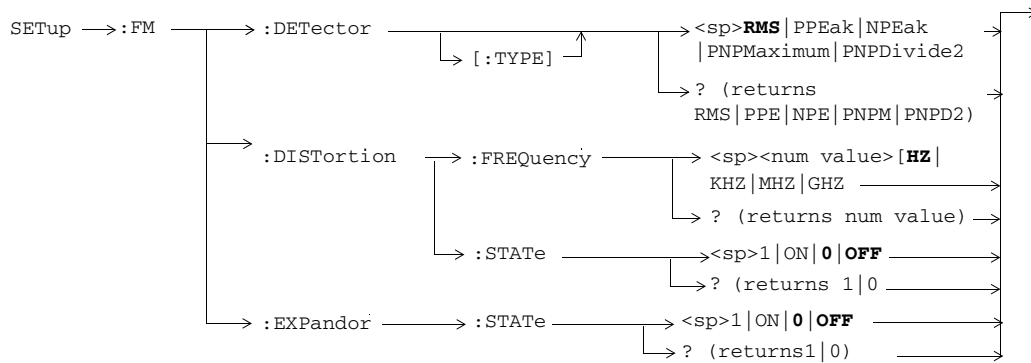 SETup :FM :DETector <sp>RMS|PPEak|NPEak
[:TYPE] |PNPMaximum|PNPDivide2
? (returns
RMS|PPE|NPE|PNPM|PNPD2)
:DISTortion :FREQuency <sp><num value>[HZ|
KHZ|MHZ|GHZ
? (returns num value)
:STATe <sp>1|ON|0|OFF
? (returns 1|0
:EXPandor :STATe <sp>1|ON|0|OFF
? (returns1|0)